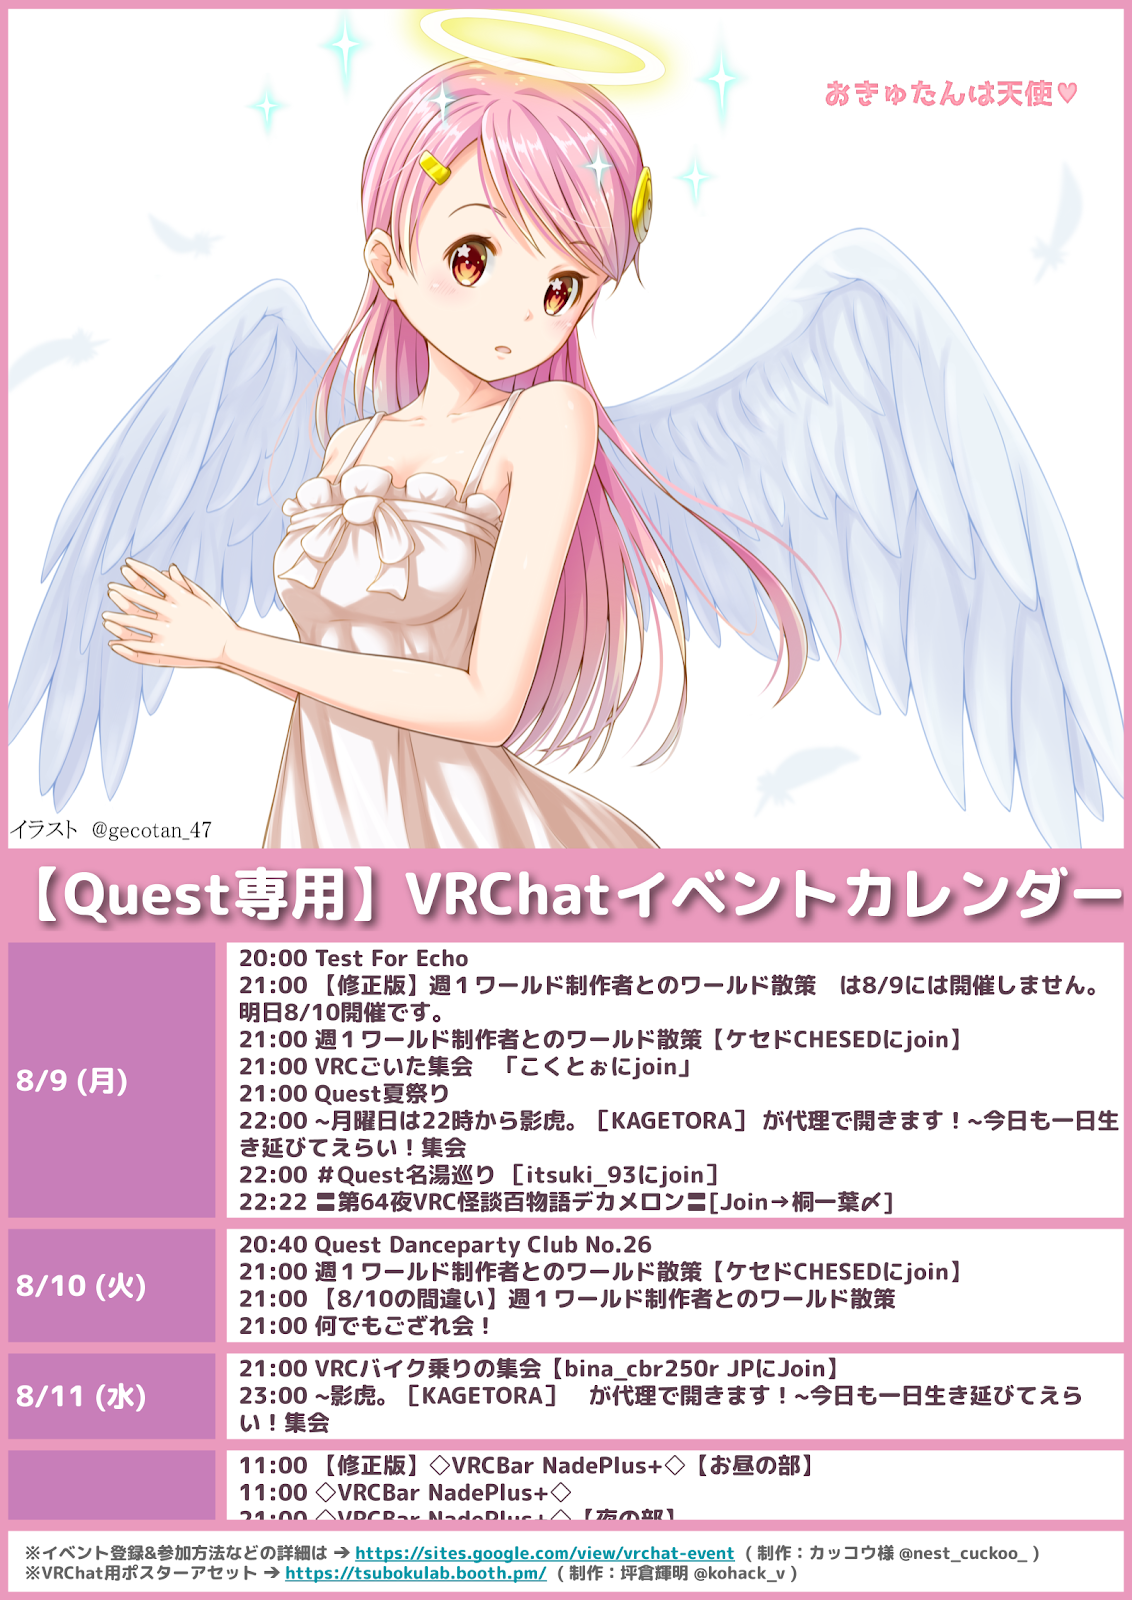 おきゅたんは天使♥
イラスト @gecotan_47
【Quest専用】VRChatイベントカレンダー
8/9 (月)
20:00 Test For Echo
21:00 【修正版】週１ワールド制作者とのワールド散策　は8/9には開催しません。
明日8/10開催です。
21:00 週１ワールド制作者とのワールド散策【ケセドCHESEDにjoin】
21:00 VRCごいた集会　「こくとぉにjoin」
21:00 Quest夏祭り
22:00 ~月曜日は22時から影虎。［KAGETORA］ が代理で開きます！~今日も一日生
き延びてえらい！集会
22:00 ＃Quest名湯巡り ［itsuki_93にjoin］
22:22 〓第64夜VRC怪談百物語デカメロン〓[Join→桐一葉〆]
8/10 (火)
20:40 Quest Danceparty Club No.26
21:00 週１ワールド制作者とのワールド散策【ケセドCHESEDにjoin】
21:00 【8/10の間違い】週１ワールド制作者とのワールド散策
21:00 何でもござれ会！
8/11 (水)
21:00 VRCバイク乗りの集会【bina_cbr250r JPにJoin】
23:00 ~影虎。［KAGETORA］　が代理で開きます！~今日も一日生き延びてえら
い！集会
11:00 【修正版】◇VRCBar NadePlus+◇【お昼の部】
11:00 ◇VRCBar NadePlus+◇
21:00 ◇VRCBar NadePlus+◇【夜の部】
※イベント登録&参加方法などの詳細は ➔ https://sites.google.com/view/vrchat-event ( 制作：カッコウ様 @nest_cuckoo_ )
※VRChat用ポスターアセット ➔ https://tsubokulab.booth.pm/ ( 制作：坪倉輝明 @kohack_v )